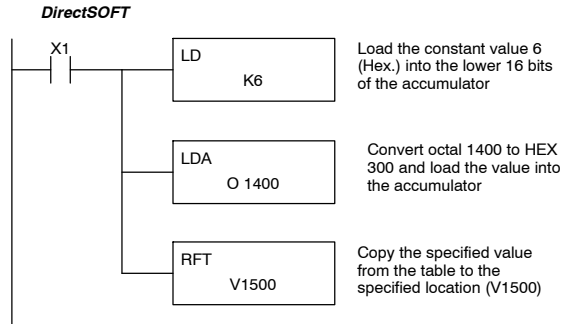 DirectSOFT
X1
LD
K6
Load the constant value 6
(Hex.) into the lower 16 bits
of the accumulator
LDA
O 1400
Convert octal 1400 to HEX
300 and load the value into
the accumulator
RFT
V1500
Copy the specified value
from the table to the
specified location (V1500)